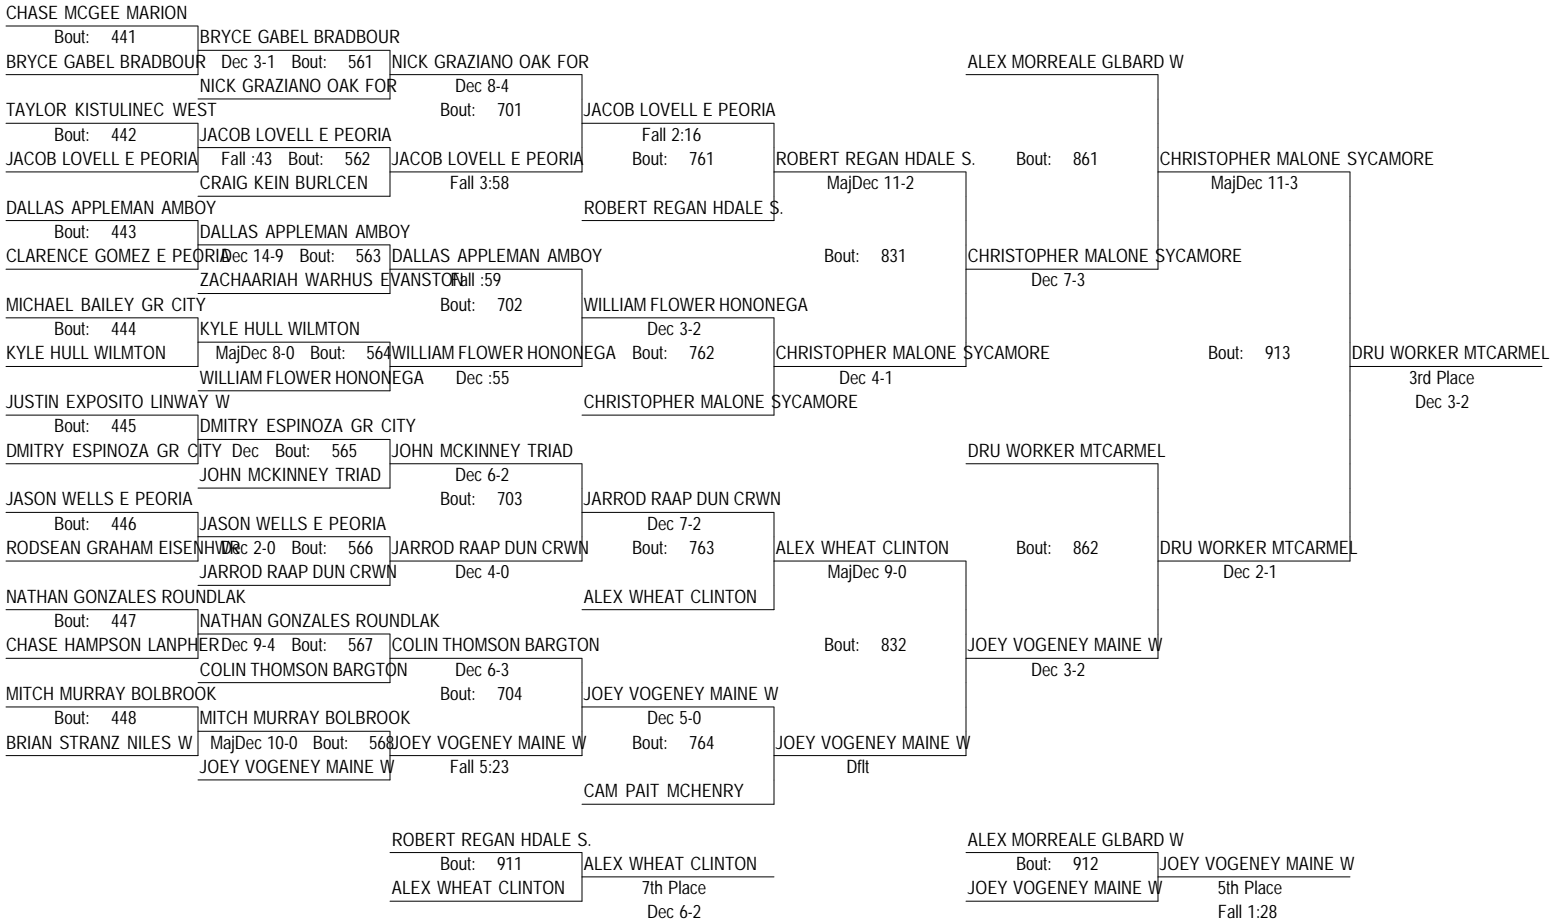 CHASE MCGEE MARION
Bout: 441 BRYCE GABEL BRADBOUR
BRYCE GABEL BRADBOUR Dec 3-1 Bout: 561 NICK GRAZIANO OAK FOR ALEX MORREALE GLBARD W
NICK GRAZIANO OAK FOR Dec 8-4
TAYLOR KISTULINEC WEST Bout: 701 JACOB LOVELL E PEORIA
Bout: 442 JACOB LOVELL E PEORIA Fall 2:16
JACOB LOVELL E PEORIA Fall :43 Bout: 562 JACOB LOVELL E PEORIA Bout: 761 ROBERT REGAN HDALE S. Bout: 861 CHRISTOPHER MALONE SYCAMORE
CRAIG KEIN BURLCEN Fall 3:58 MajDec 11-2 MajDec 11-3
DALLAS APPLEMAN AMBOY ROBERT REGAN HDALE S.
Bout: 443 DALLAS APPLEMAN AMBOY
CLARENCE GOMEZ E PEORIA Dec 14-9 Bout: 563 DALLAS APPLEMAN AMBOY Bout: 831 CHRISTOPHER MALONE SYCAMORE
ZACHAARIAH WARHUS EVANSTON Fall :59 Dec 7-3
MICHAEL BAILEY GR CITY Bout: 702 WILLIAM FLOWER HONONEGA
Bout: 444 KYLE HULL WILMTON Dec 3-2
KYLE HULL WILMTON MajDec 8-0 Bout: 564 WILLIAM FLOWER HONONEGA Bout: 762 CHRISTOPHER MALONE SYCAMORE Bout: 913 DRU WORKER MTCARMEL
WILLIAM FLOWER HONONEGA Dec :55 Dec 4-1 3rd Place
JUSTIN EXPOSITO LINWAY W CHRISTOPHER MALONE SYCAMORE Dec 3-2
Bout: 445 DMITRY ESPINOZA GR CITY
DMITRY ESPINOZA GR CITY Dec Bout: 565 JOHN MCKINNEY TRIAD DRU WORKER MTCARMEL
JOHN MCKINNEY TRIAD Dec 6-2
JASON WELLS E PEORIA Bout: 703 JARROD RAAP DUN CRWN
Bout: 446 JASON WELLS E PEORIA Dec 7-2
RODSEAN GRAHAM EISENHWR Dec 2-0 Bout: 566 JARROD RAAP DUN CRWN Bout: 763 ALEX WHEAT CLINTON Bout: 862 DRU WORKER MTCARMEL
JARROD RAAP DUN CRWN Dec 4-0 MajDec 9-0 Dec 2-1
NATHAN GONZALES ROUNDLAK ALEX WHEAT CLINTON
Bout: 447 NATHAN GONZALES ROUNDLAK
CHASE HAMPSON LANPHER Dec 9-4 Bout: 567 COLIN THOMSON BARGTON Bout: 832 JOEY VOGENEY MAINE W
COLIN THOMSON BARGTON Dec 6-3 Dec 3-2
MITCH MURRAY BOLBROOK Bout: 704 JOEY VOGENEY MAINE W
Bout: 448 MITCH MURRAY BOLBROOK Dec 5-0
BRIAN STRANZ NILES W MajDec 10-0 Bout: 568 JOEY VOGENEY MAINE W Bout: 764 JOEY VOGENEY MAINE W
JOEY VOGENEY MAINE W Fall 5:23 Dflt
CAM PAIT MCHENRY
ROBERT REGAN HDALE S. ALEX MORREALE GLBARD W
Bout: 911 ALEX WHEAT CLINTON Bout: 912 JOEY VOGENEY MAINE W
ALEX WHEAT CLINTON 7th Place JOEY VOGENEY MAINE W 5th Place
Dec 6-2 Fall 1:28